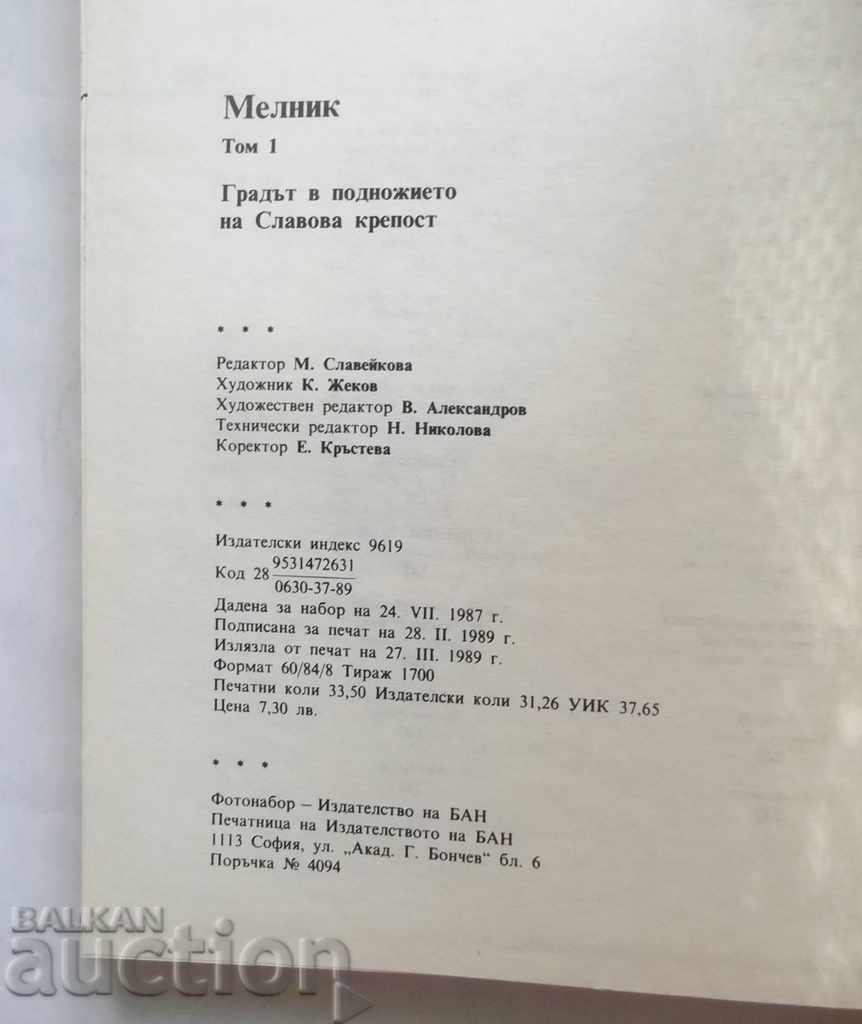 Мелник
Том 1
Градът в подножието
на Славова крепост
* * *
Редактор М. Славейкова
Художник К. Жеков
Художествен редактор В. Александров
Технически редактор Н. Николова
Коректор Е. Кръстева
* * *
Издателски индекс 9619
Код 28 9531472631
0630-37-89
Дадена за набор на 24. VII. 1987 г.
Подписана за печат на 28. II. 1989 г.
Излязла от печат на 27. III. 1989 г.
Формат 60/84/8 Тираж 1700
Печатни коли 33,50 Издателски коли 31,26 УИК 37,65
Цена 7,30 лв.
* * *
Фотонабор – Издателство на БАН
Печатница на Издателството на БАН
1113 София, ул. „Акад. Г. Бончев“ бл. 6
Поръчка № 4094
BALKAN
auction